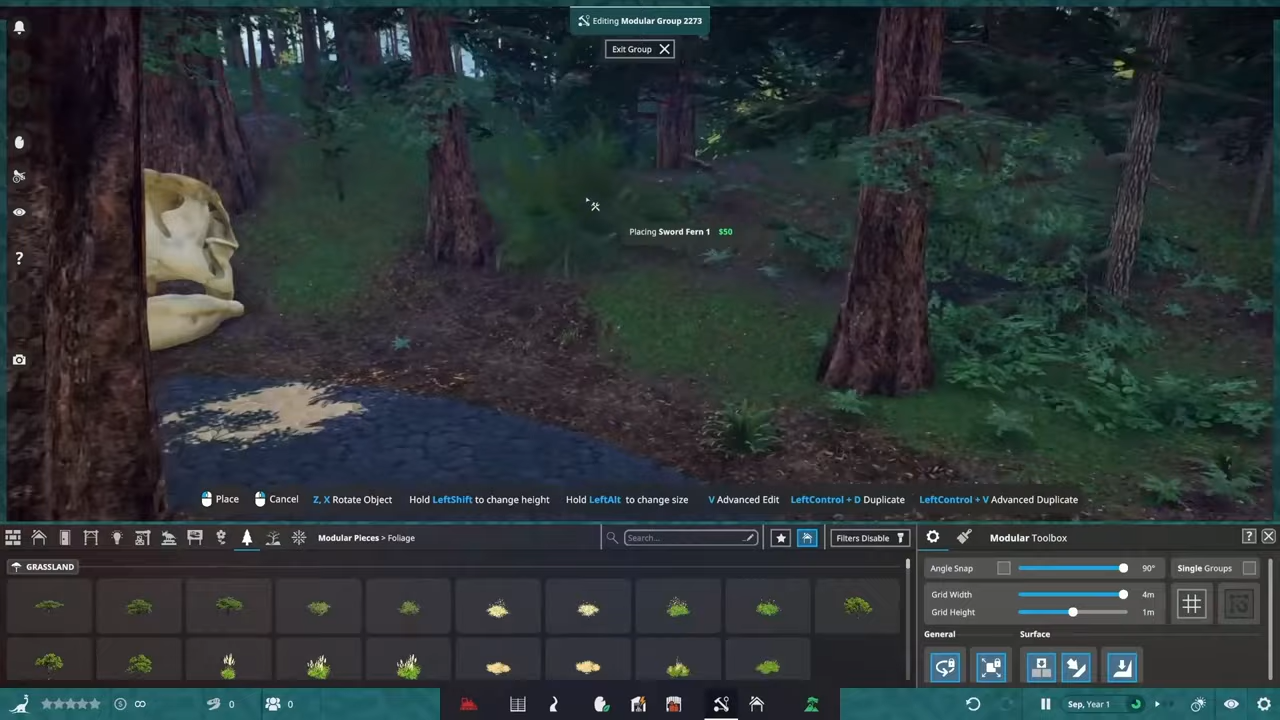 Editing Modular Group 2273
Exit Group
?
Placing Sword Fern 1 $50
Place Cancel Z, X Rotate Object Hold LeftShift to change height Hold LeftAlt to change size V Advanced Edit LeftControl + D Duplicate LeftControl + V Advanced Duplicate
Modular Pieces > Foliage Search... Filters Disable Modular Toolbox ?
GRASSLAND
Angle Snap 90° Single Groups
Grid Width 4m
Grid Height 1m
General Surface
∞ 0 0 Sep, Year 1